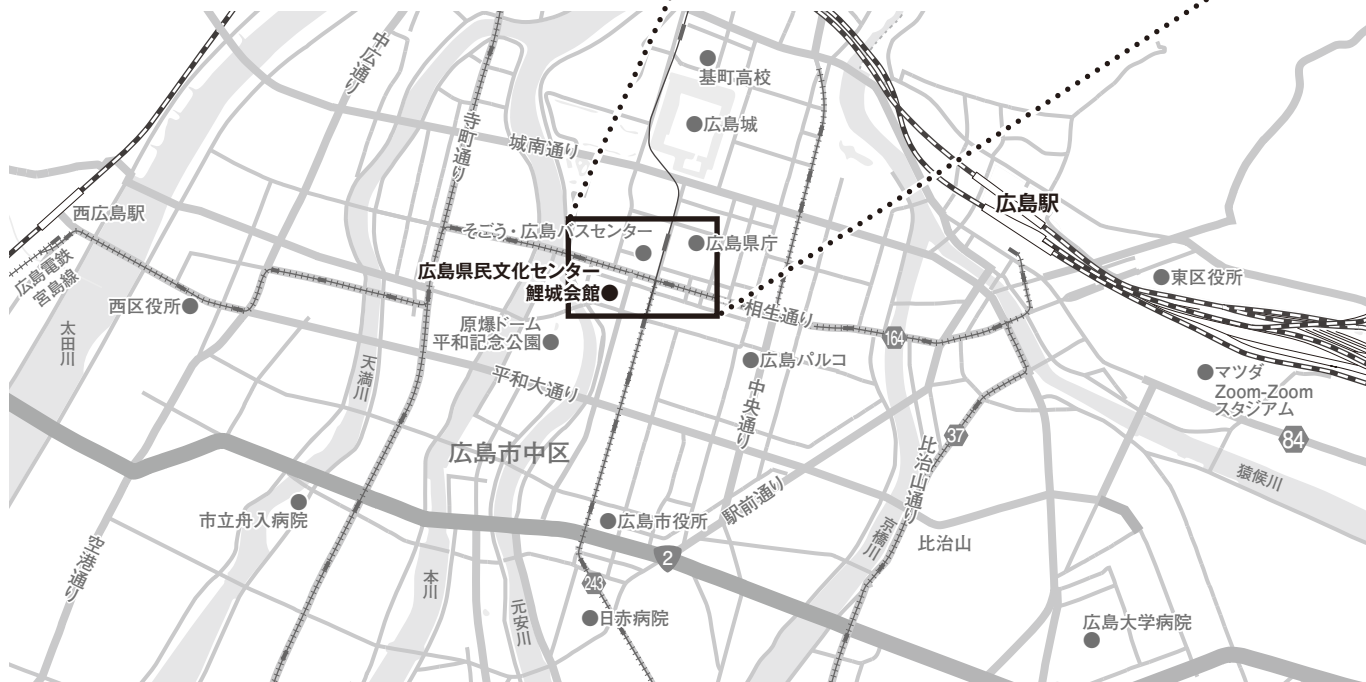 中広通り
基町高校
広島城
寺町通り
城南通り
西広島駅
広島駅
そごう・広島バスセンター
広島県庁
広島電鉄
宮島線
広島県民文化センター
鯉城会館
東区役所
西区役所
相生通り
太田川
原爆ドーム
平和記念公園
164
天満川
広島パルコ
平和大通り
中央通り
マツダ
Zoom-Zoom
スタジアム
37
84
広島市中区
比治山通り
猿候川
駅前通り
市立舟入病院
広島市役所
京橋川
比治山
2
空港通り
本川
243
元安川
日赤病院
広島大学病院